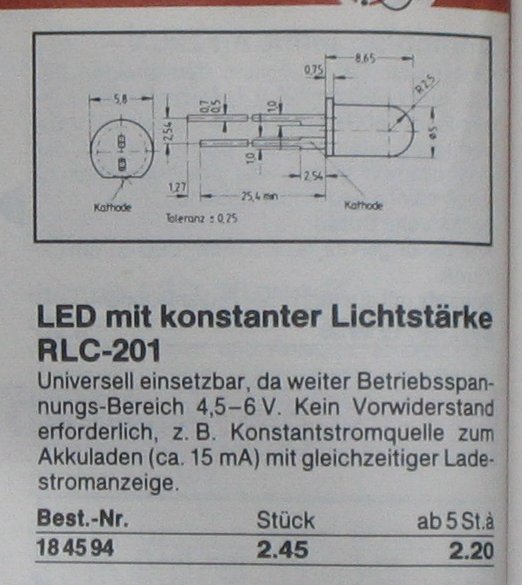 8,65
0,75
R2,5
5,8
2,54
0,7
0,5
1,0
ø5
1,0
2,54
1,27
25,4 min
Kathode
Kathode
Toleranz ± 0,25
LED mit konstanter Lichtstärke
RLC-201
Universell einsetzbar, da weiter Betriebsspan-
nungs-Bereich 4,5–6 V. Kein Vorwiderstand
erforderlich, z. B. Konstantstromquelle zum
Akkuladen (ca. 15 mA) mit gleichzeitiger Lade-
stromanzeige.
Best.-Nr. Stück ab 5 St. à
18 45 94 2.45 2.20